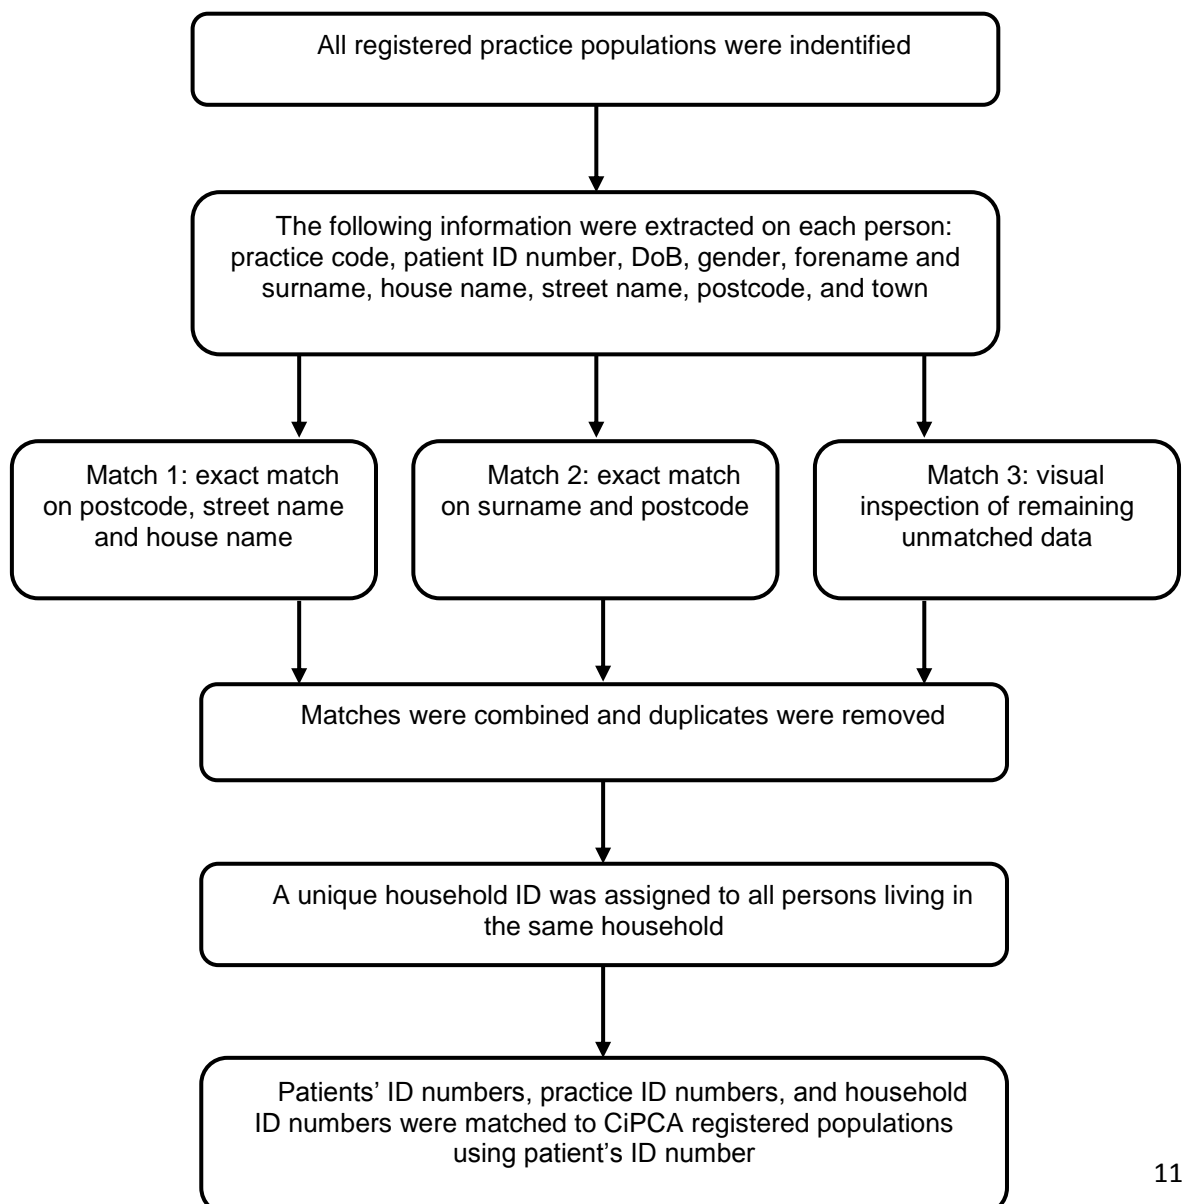 All registered practice populations were indentified
The following information were extracted on each person:
practice code, patient ID number, DoB, gender, forename and
surname, house name, street name, postcode, and town
Match 1: exact match
on postcode, street name
and house name
Match 2: exact match
on surname and postcode
Match 3: visual
inspection of remaining
unmatched data
Matches were combined and duplicates were removed
A unique household ID was assigned to all persons living in
the same household
Patients’ ID numbers, practice ID numbers, and household
ID numbers were matched to CiPCA registered populations
using patient’s ID number
11